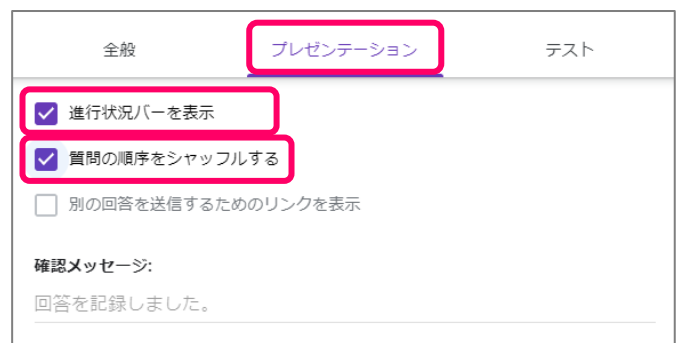 全般 プレゼンテーション テスト
進行状況バーを表示
質問の順序をシャッフルする
別の回答を送信するためのリンクを表示
確認メッセージ:
回答を記録しました。